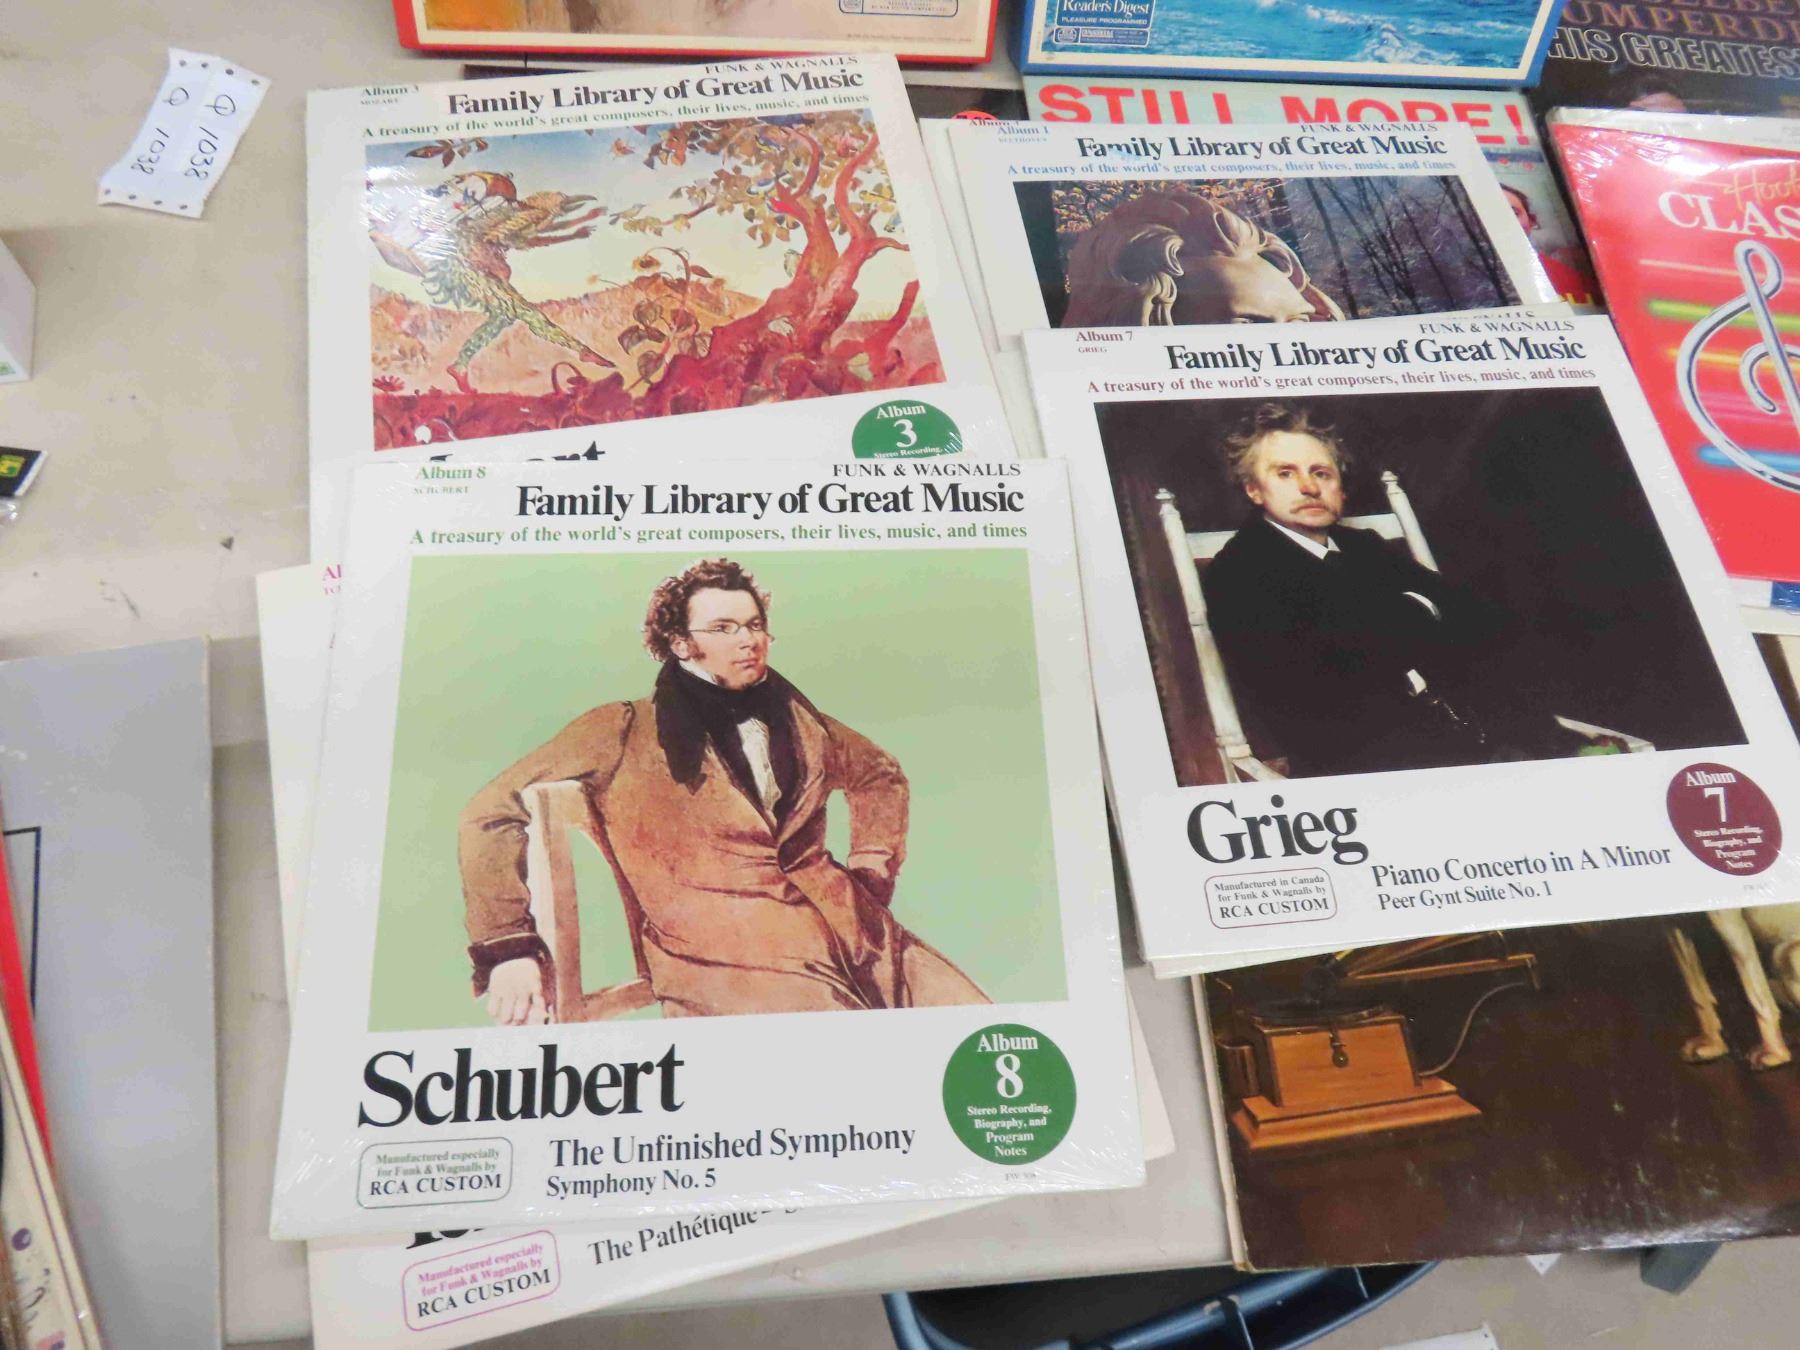 Reader's Digest
PLEASURE PROGRAMMED
HIS GREATEST
Q 1038
Q 1038
Album 3
MOZART
FUNK & WAGNALLS
Family Library of Great Music
A treasury of the world's great composers, their lives, music, and times
Album
3
Stereo Recording,
STILL MORE!
Album 1
BEETHOVEN
FUNK & WAGNALLS
Family Library of Great Music
A treasury of the world's great composers, their lives, music, and times
CLAS
Album 7
GRIEG
FUNK & WAGNALLS
Family Library of Great Music
A treasury of the world's great composers, their lives, music, and times
Grieg
Album
7
Stereo Recording,
Biography, and
Program
Notes
Manufactured in Canada
for Funk & Wagnalls by
RCA CUSTOM
Piano Concerto in A Minor
Peer Gynt Suite No. 1
Album 8
SCHUBERT
FUNK & WAGNALLS
Family Library of Great Music
A treasury of the world's great composers, their lives, music, and times
Schubert
Album
8
Stereo Recording,
Biography, and
Program
Notes
Manufactured especially
for Funk & Wagnalls by
RCA CUSTOM
The Unfinished Symphony
Symphony No. 5
The Pathétique
Manufactured especially
for Funk & Wagnalls by
RCA CUSTOM